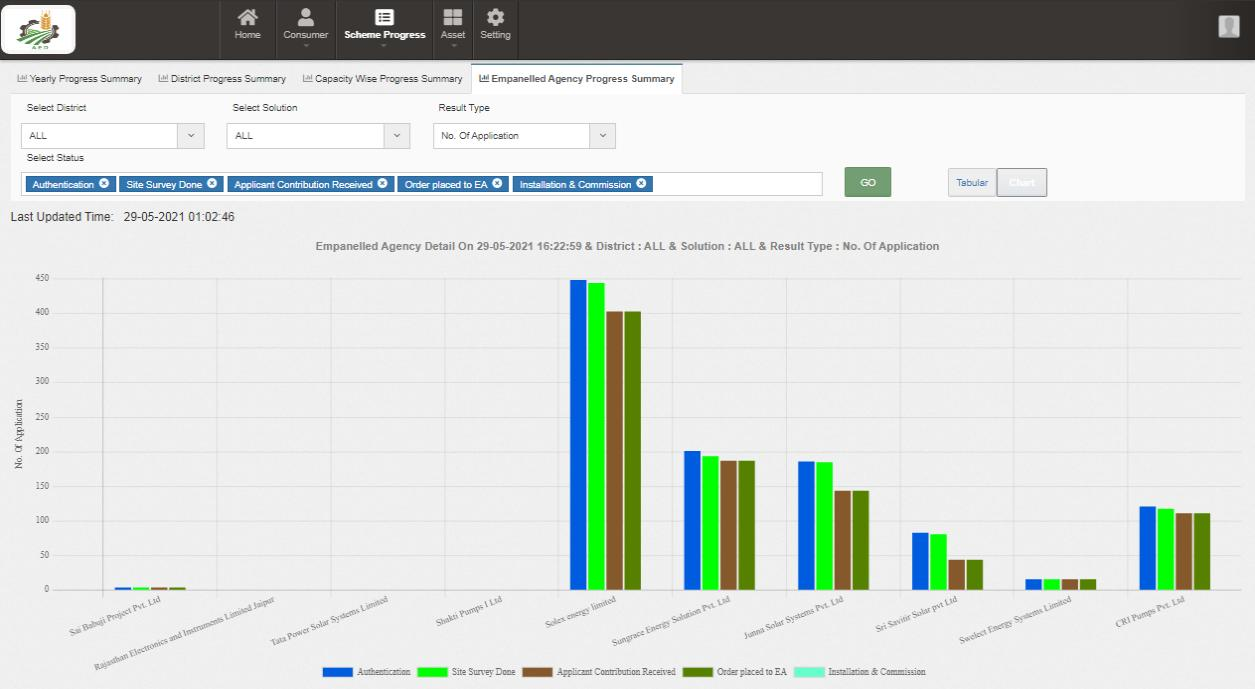 AFD
Home
Consumer
Scheme Progress
Asset
Setting
Yearly Progress Summary
District Progress Summary
Capacity Wise Progress Summary
Empanelled Agency Progress Summary
Select District
Select Solution
Result Type
ALL
ALL
No. Of Application
Select Status
Authentication
Site Survey Done
Applicant Contribution Received
Order placed to EA
Installation & Commission
GO
Tabular
Chart
Last Updated Time: 29-05-2021 01:02:46
Empanelled Agency Detail On 29-05-2021 16:22:59 & District : ALL & Solution : ALL & Result Type : No. Of Application
No. Of Application
450
400
350
300
250
200
150
100
50
0
Sai Babuji Project Pvt. Ltd
Rajasthan Electronics and Instruments Limited Jaipur
Tata Power Solar Systems Limited
Shakti Pumps I Ltd
Solex energy limited
Sungrace Energy Solution Pvt. Ltd
Junna Solar Systems Pvt. Ltd
Sri Savitir Solar pvt Ltd
Swelect Energy Systems Limited
CRI Pumps Pvt. Ltd
Authentication
Site Survey Done
Applicant Contribution Received
Order placed to EA
Installation & Commission